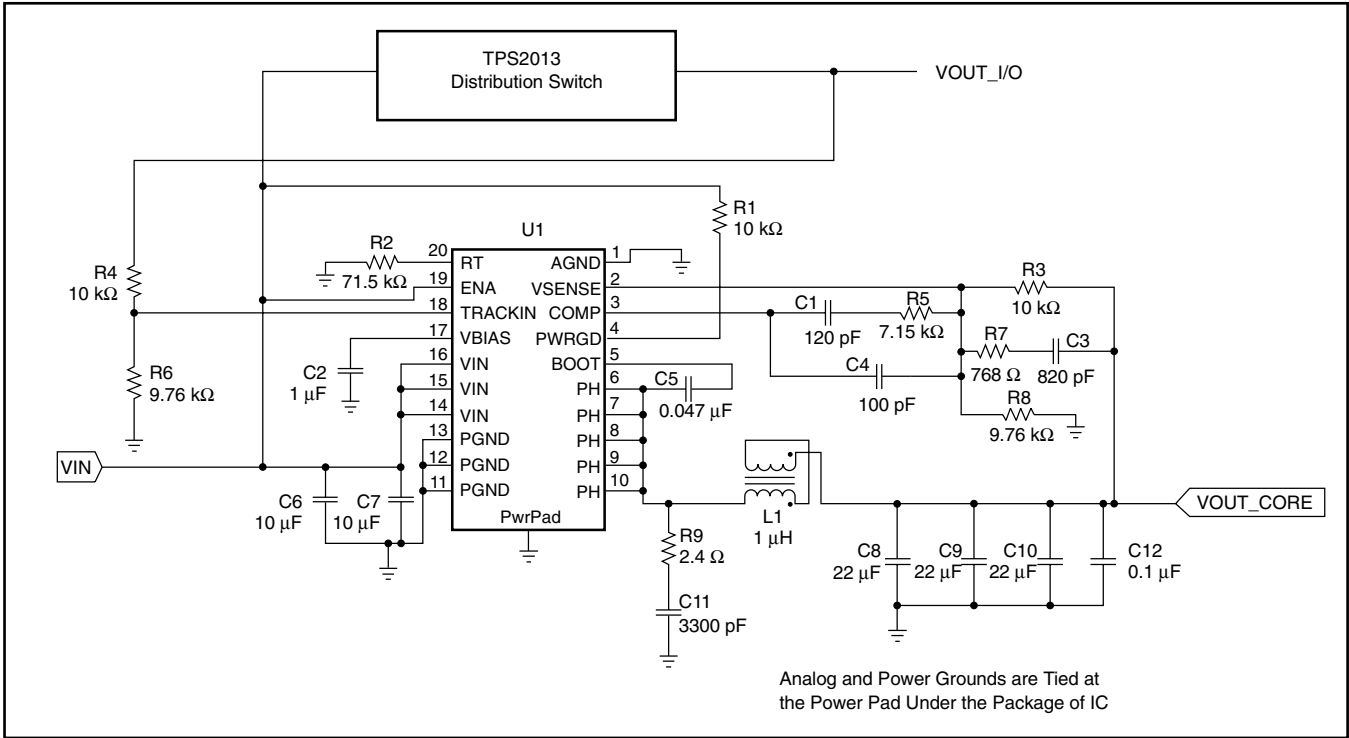 TPS2013
Distribution Switch
VOUT_I/O
R1
10 kΩ
U1
R2
71.5 kΩ
R4
10 kΩ
R6
9.76 kΩ
C2
1 µF
VIN
C6
10 µF
C7
10 µF
20 RT
19 ENA
18 TRACKIN
17 VBIAS
16 VIN
15 VIN
14 VIN
13 PGND
12 PGND
11 PGND
AGND 1
VSENSE 2
COMP 3
PWRGD 4
BOOT 5
PH 6
PH 7
PH 8
PH 9
PH 10
PwrPad
C5
0.047 µF
C1
120 pF
R5
7.15 kΩ
C4
100 pF
R3
10 kΩ
R7
768 Ω
C3
820 pF
R8
9.76 kΩ
L1
1 µH
R9
2.4 Ω
C11
3300 pF
C8
22 µF
C9
22 µF
C10
22 µF
C12
0.1 µF
VOUT_CORE
Analog and Power Grounds are Tied at
the Power Pad Under the Package of IC